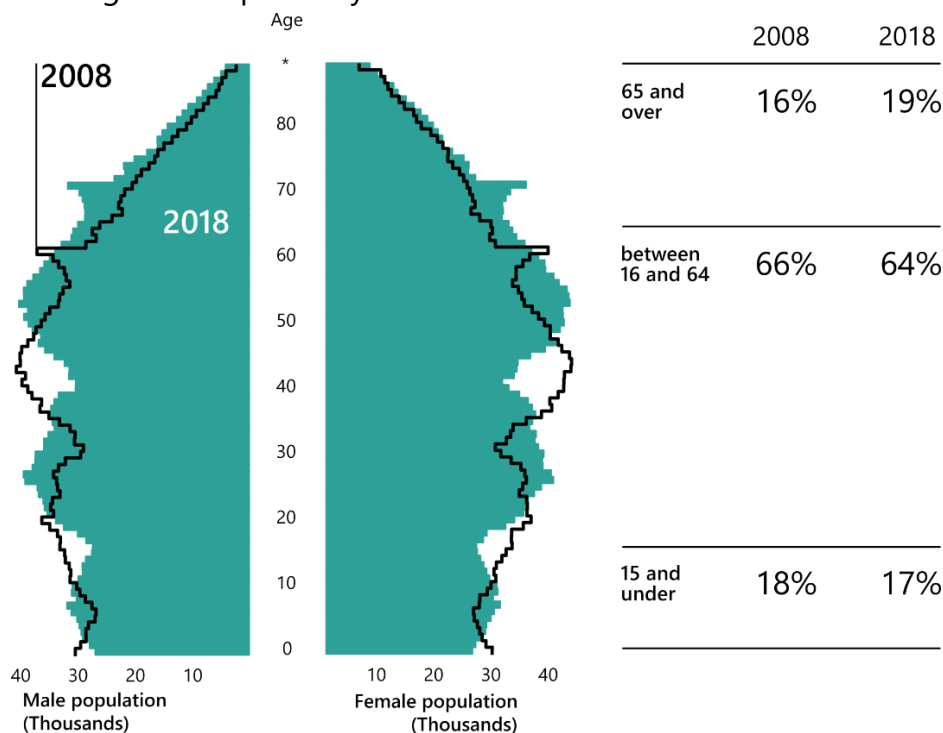 Age
2008
2018
2008
2018
*
80
70
60
50
40
30
20
10
0
65 and
over
16%
19%
between
16 and 64
66%
64%
15 and
under
18%
17%
40
30
20
10
10
20
30
40
Male population
(Thousands)
Female population
(Thousands)